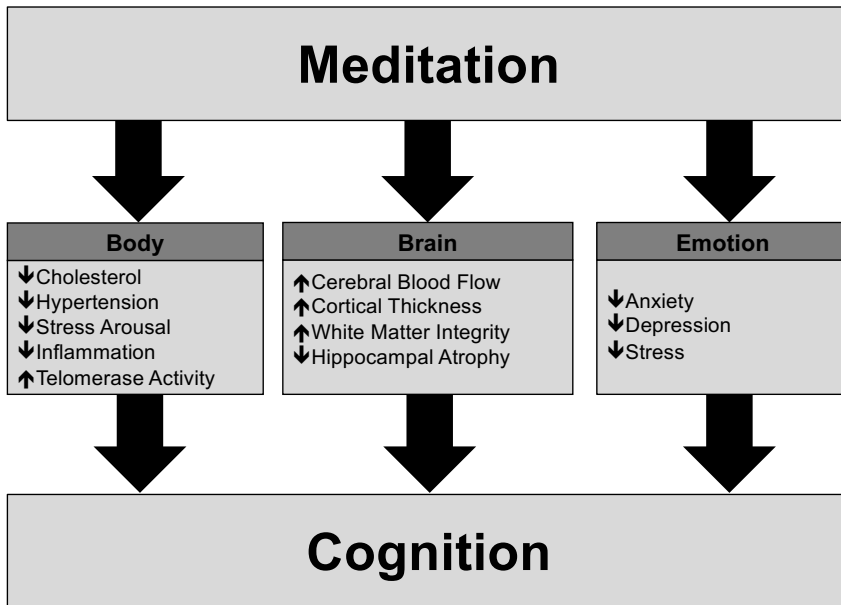 Meditation
Body
🡫Cholesterol
🡫Hypertension
🡫Stress Arousal
🡫Inflammation
🡩Telomerase Activity
Brain
🡩Cerebral Blood Flow
🡩Cortical Thickness
🡩White Matter Integrity
🡫Hippocampal Atrophy
Emotion
🡫Anxiety
🡫Depression
🡫Stress
Cognition